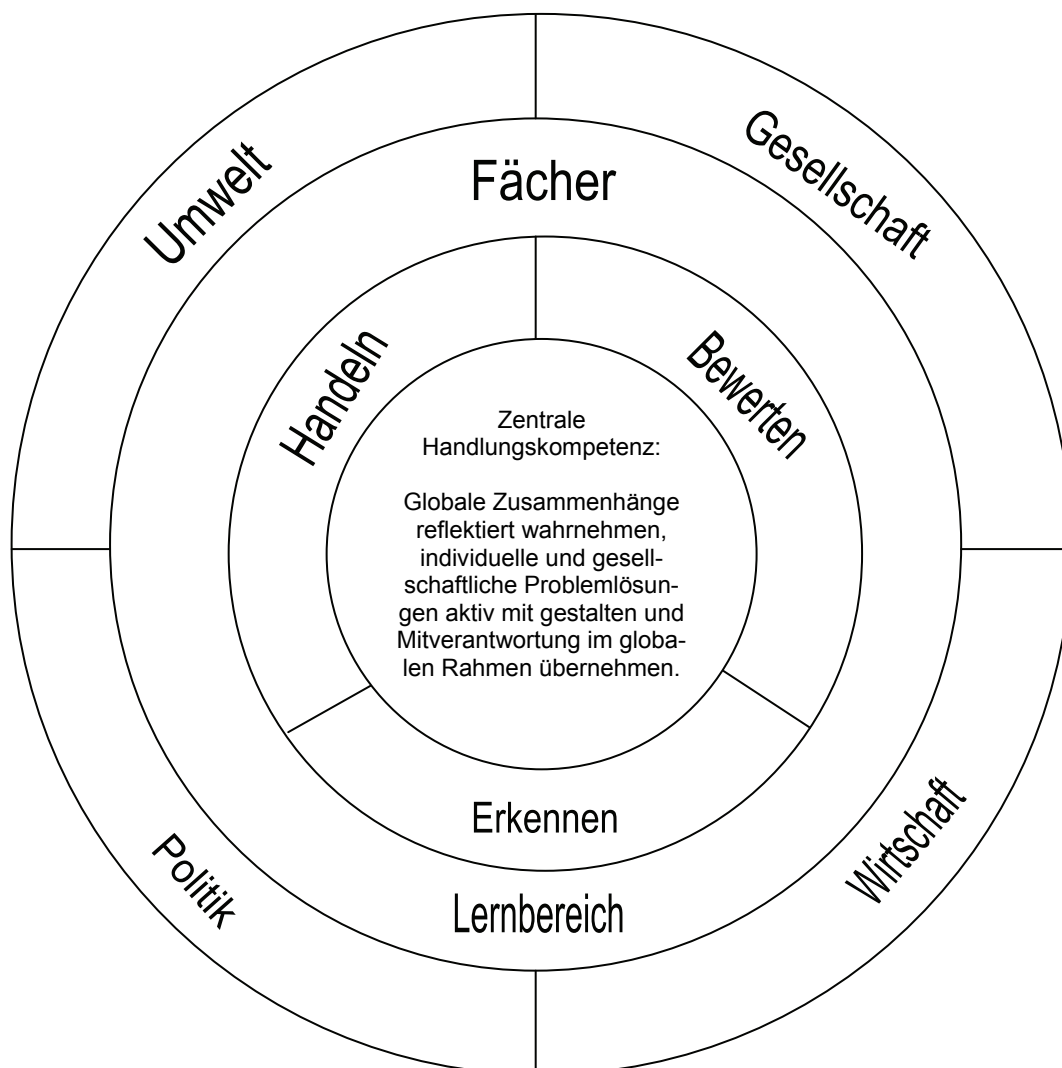 Umwelt
Gesellschaft
Fächer
Handeln
Bewerten
Zentrale
Handlungskompetenz:
Globale Zusammenhänge
reflektiert wahrnehmen,
individuelle und gesell-
schaftliche Problemlösun-
gen aktiv mit gestalten und
Mitverantwortung im globa-
len Rahmen übernehmen.
Erkennen
Lernbereich
Politik
Wirtschaft